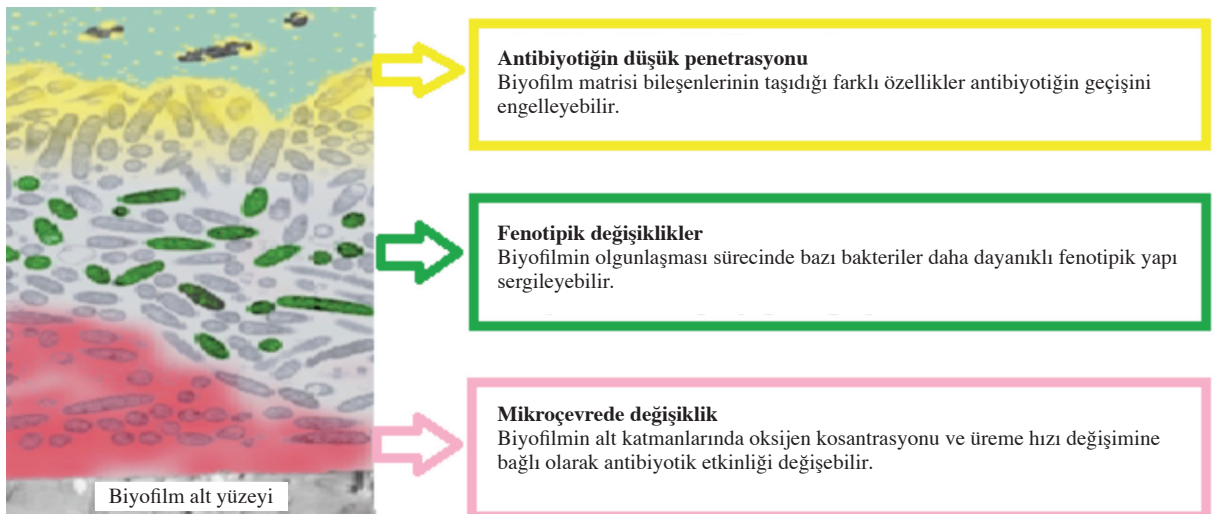 Antibiyotiğin düşük penetrasyonu
Biyofilm matrisi bileşenlerinin taşıdığı farklı özellikler antibiyotiğin geçişini
engelleyebilir.
Fenotipik değişiklikler
Biyofilmin olgunlaşması sürecinde bazı bakteriler daha dayanıklı fenotipik yapı
sergileyebilir.
Mikroçevrede değişiklik
Biyofilmin alt katmanlarında oksijen kosantrasyonu ve üreme hızı değişimine
bağlı olarak antibiyotik etkinliği değişebilir.
Biyofilm alt yüzeyi